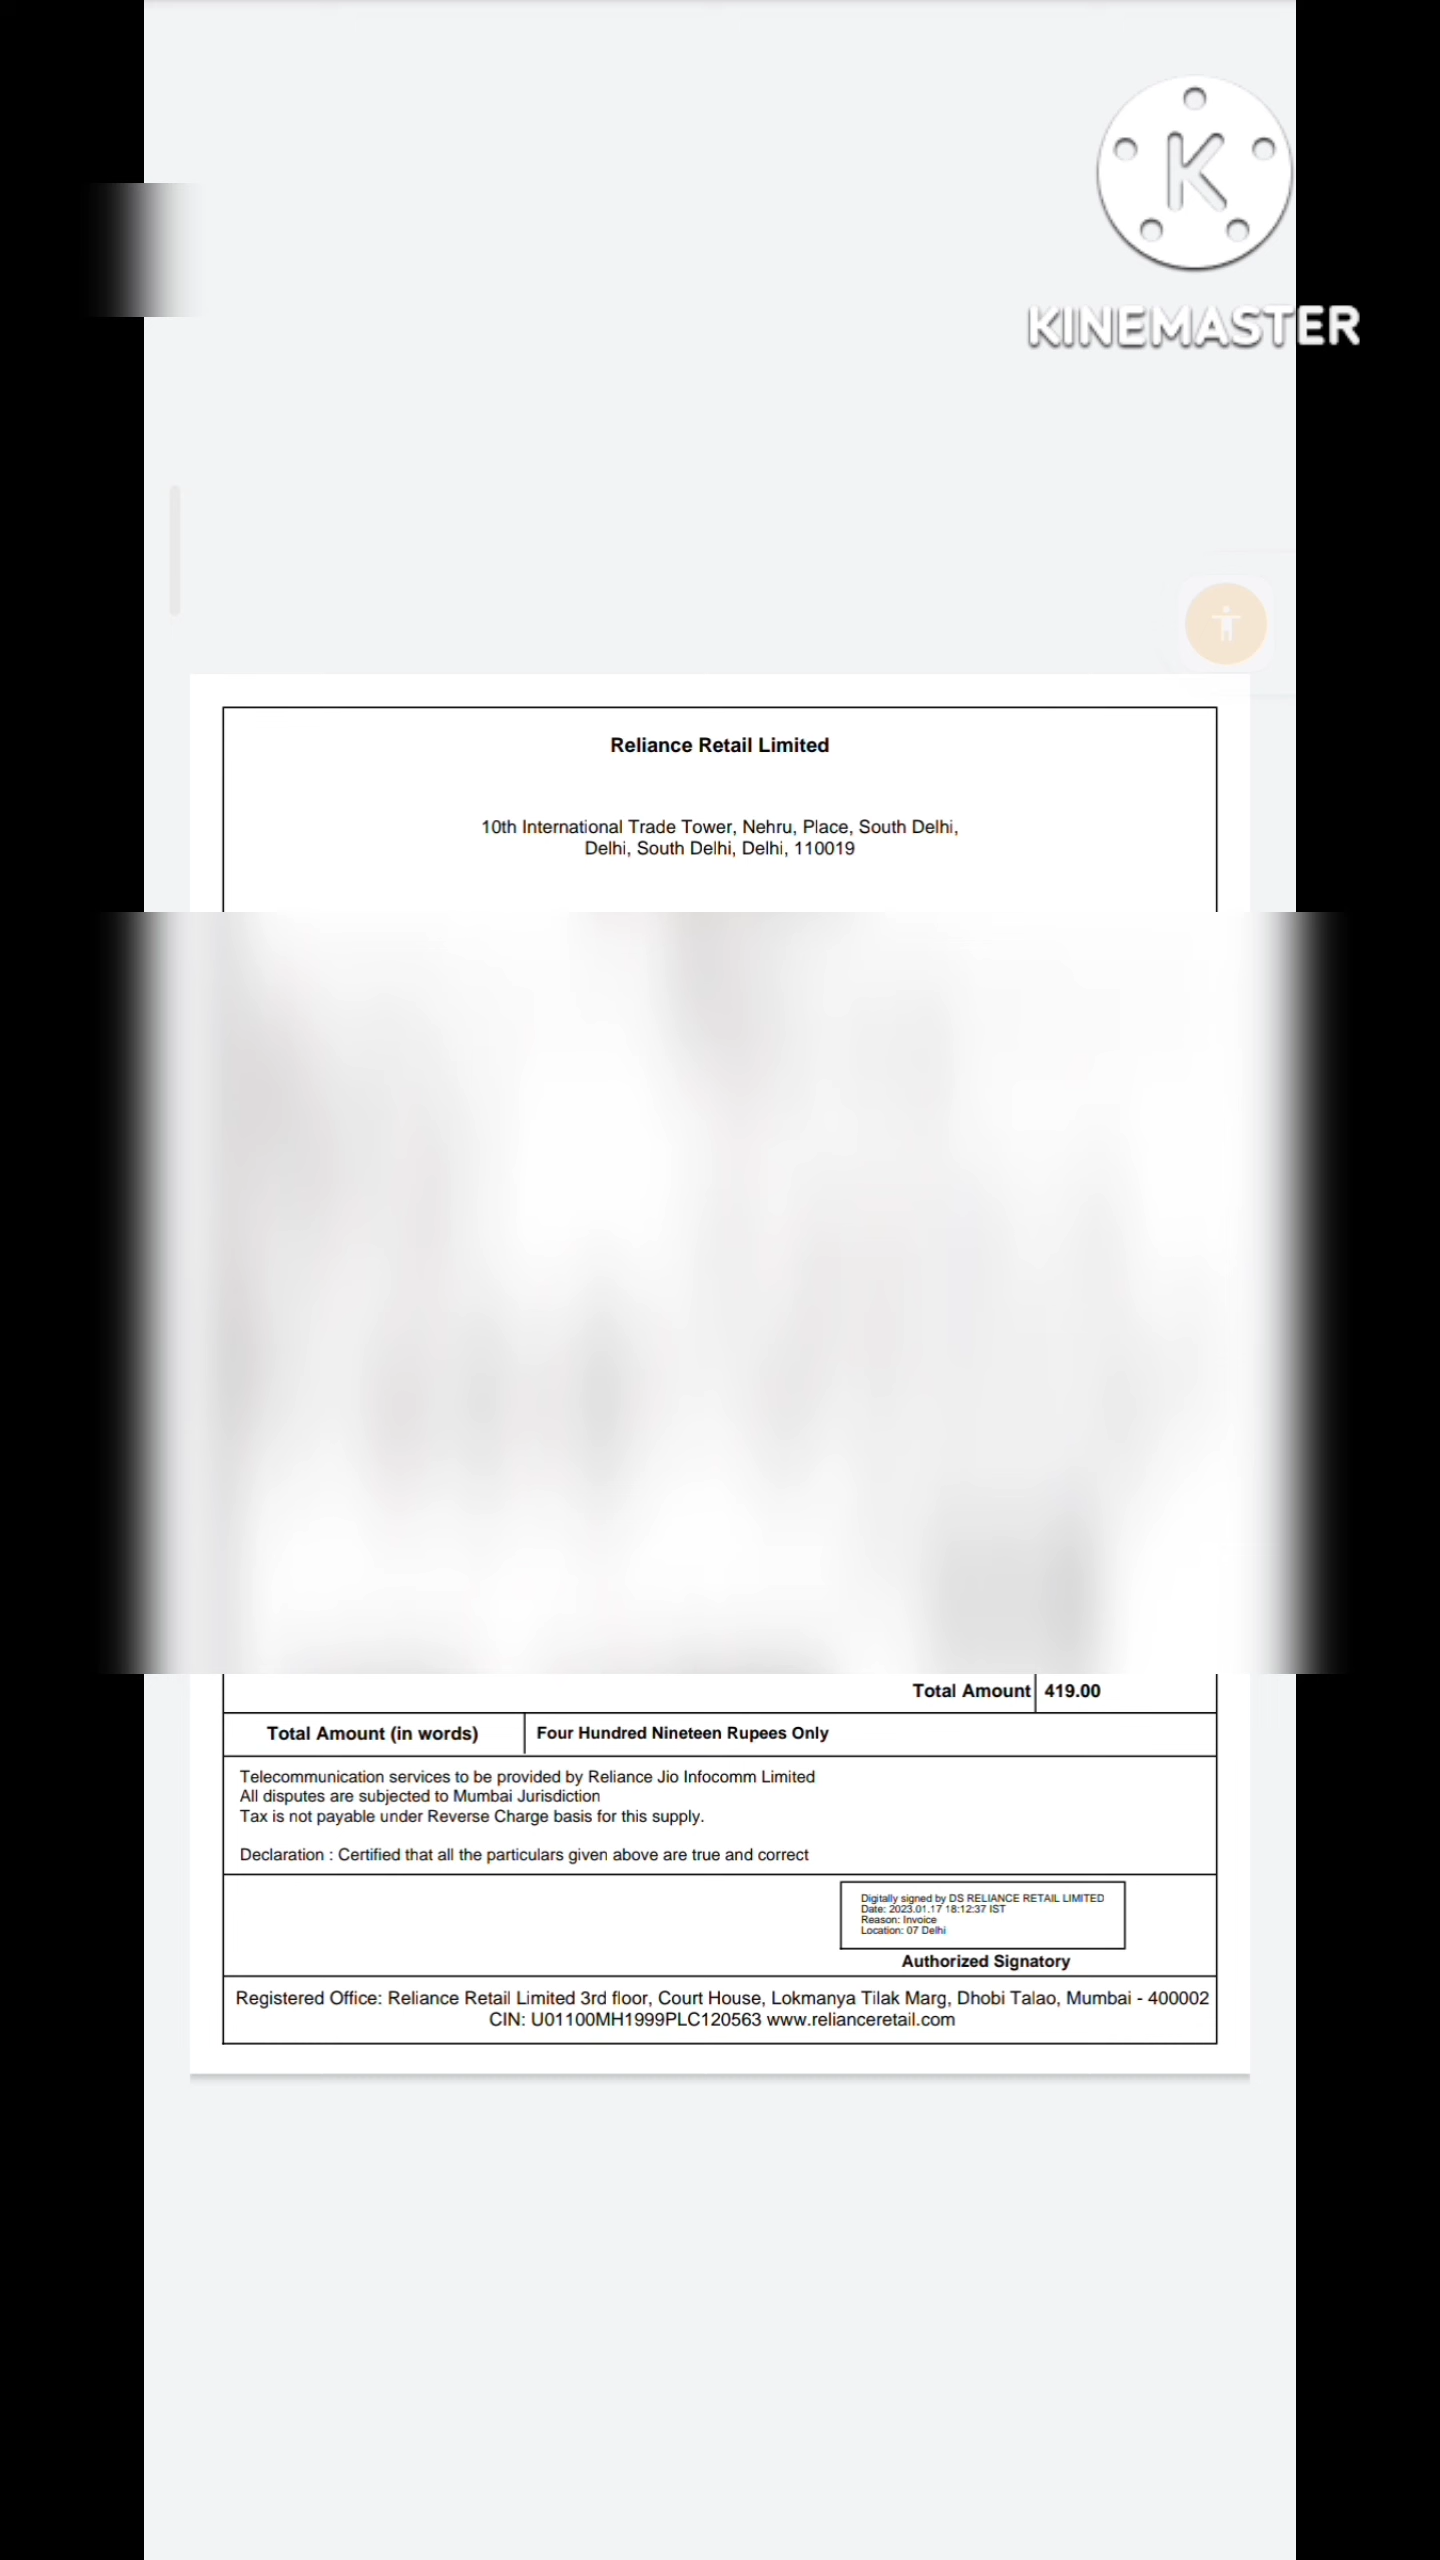 K
KINEMASTER
Reliance Retail Limited
10th International Trade Tower, Nehru, Place, South Delhi,
Delhi, South Delhi, Delhi, 110019
Total Amount 419.00
Total Amount (in words) Four Hundred Nineteen Rupees Only
Telecommunication services to be provided by Reliance Jio Infocomm Limited
All disputes are subjected to Mumbai Jurisdiction
Tax is not payable under Reverse Charge basis for this supply.
Declaration : Certified that all the particulars given above are true and correct
Digitally signed by DS RELIANCE RETAIL LIMITED
Date: 2023.01.17 18:12:37 IST
Reason: Invoice
Location: 07 Delhi
Authorized Signatory
Registered Office: Reliance Retail Limited 3rd floor, Court House, Lokmanya Tilak Marg, Dhobi Talao, Mumbai - 400002
CIN: U01100MH1999PLC120563 www.relianceretail.com